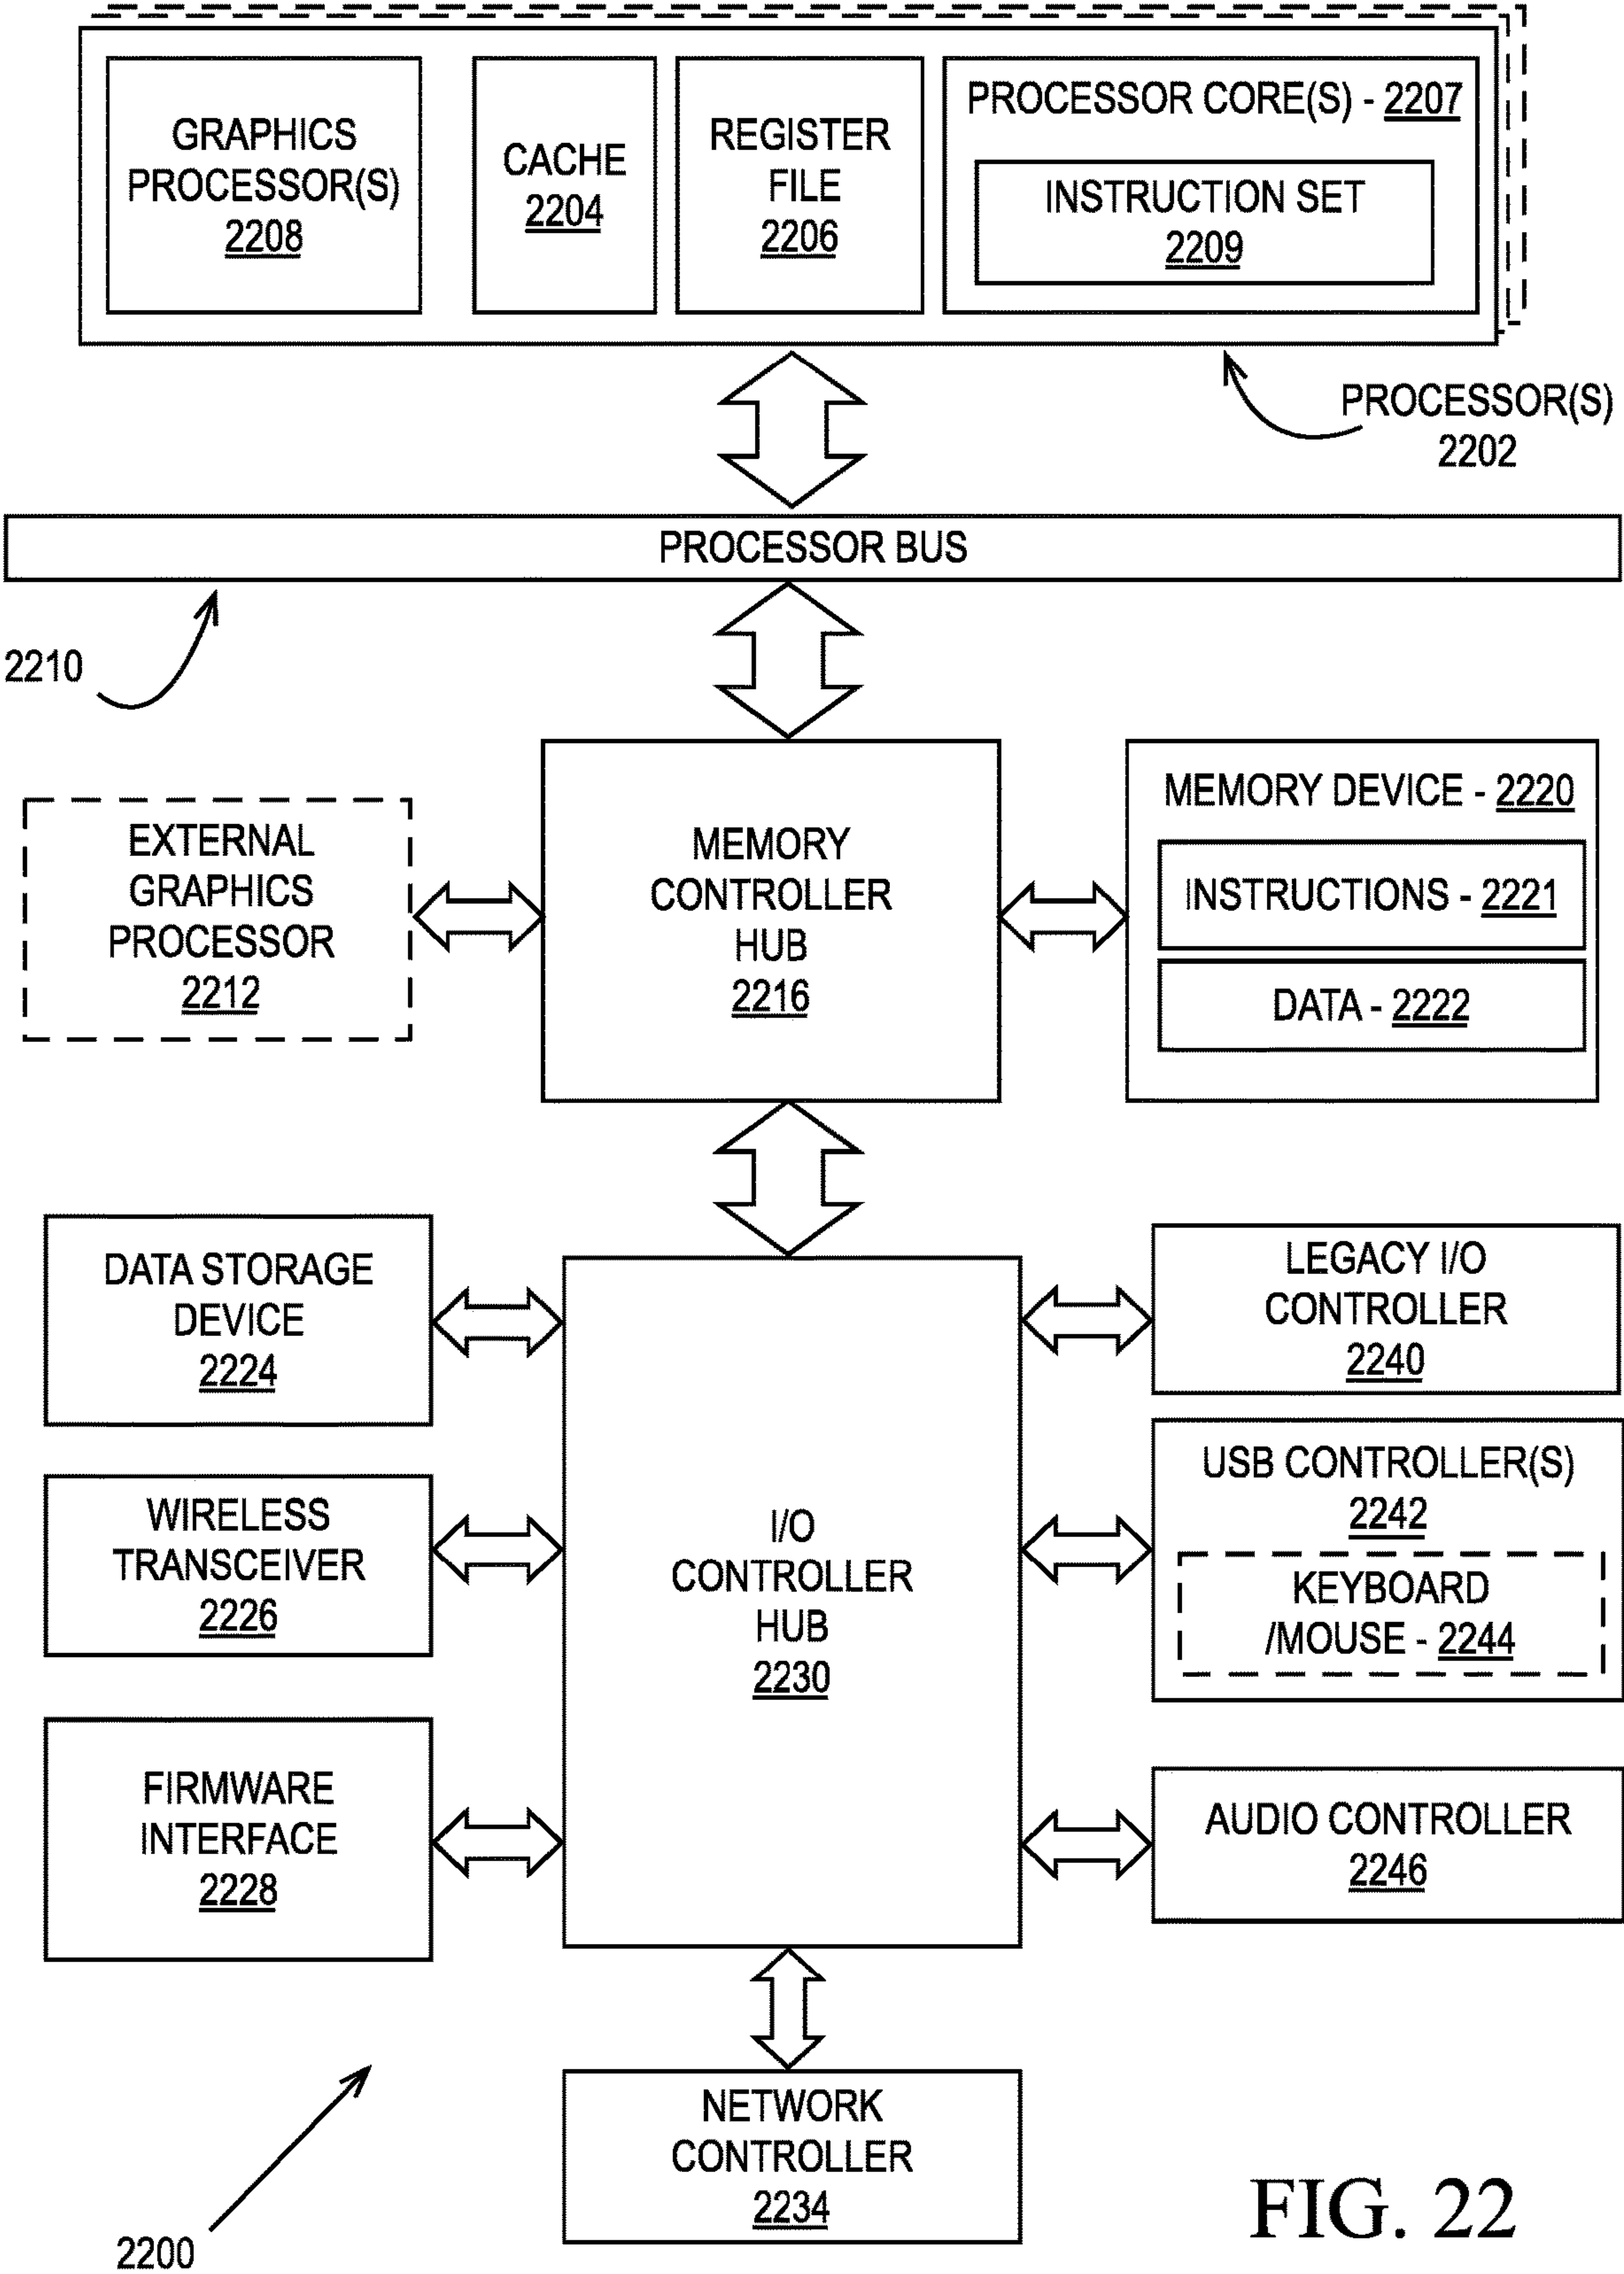 GRAPHICS
PROCESSOR(S)
2208
CACHE
2204
REGISTER
FILE
2206
PROCESSOR CORE(S) - 2207
INSTRUCTION SET
2209
PROCESSOR(S)
2202
PROCESSOR BUS
2210
EXTERNAL
GRAPHICS
PROCESSOR
2212
MEMORY
CONTROLLER
HUB
2216
MEMORY DEVICE - 2220
INSTRUCTIONS - 2221
DATA - 2222
DATA STORAGE
DEVICE
2224
WIRELESS
TRANSCEIVER
2226
FIRMWARE
INTERFACE
2228
I/O
CONTROLLER
HUB
2230
LEGACY I/O
CONTROLLER
2240
USB CONTROLLER(S)
2242
KEYBOARD
/MOUSE - 2244
AUDIO CONTROLLER
2246
NETWORK
CONTROLLER
2234
2200
FIG. 22